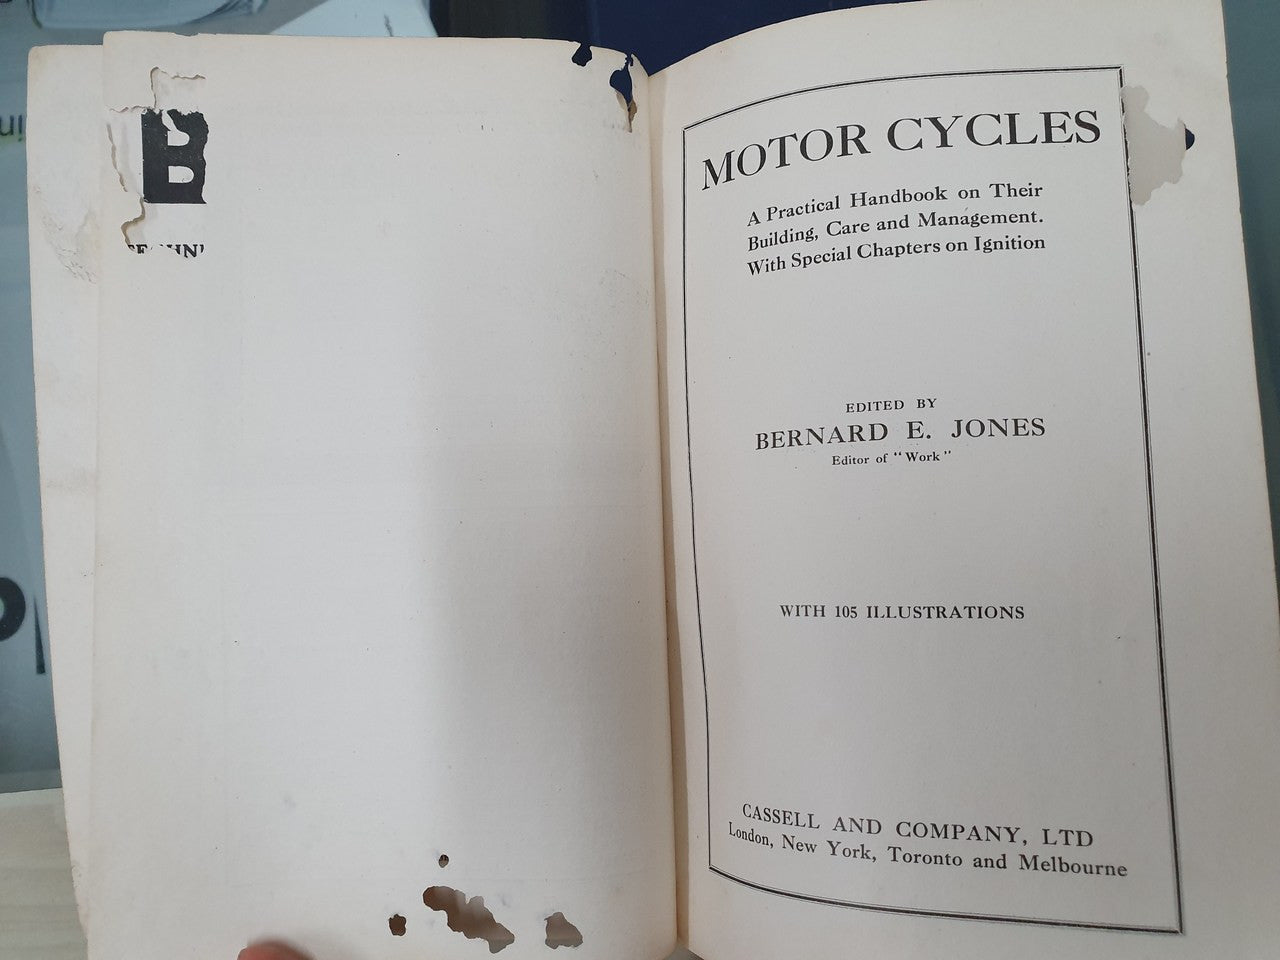 B
MOTOR CYCLES
A Practical Handbook on Their
Building, Care and Management.
With Special Chapters on Ignition
EDITED BY
BERNARD E. JONES
Editor of "Work"
WITH 105 ILLUSTRATIONS
CASSELL AND COMPANY, LTD
London, New York, Toronto and Melbourne